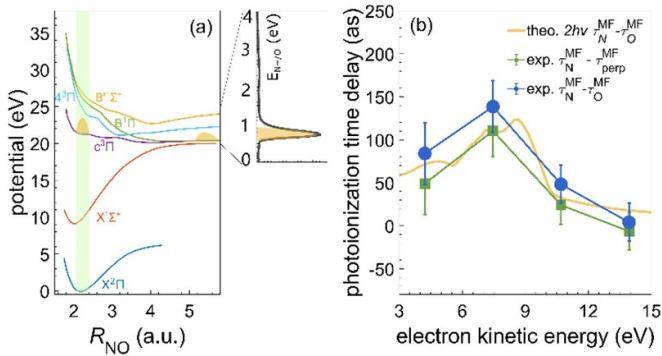 (a)
35
30
25
20
15
10
5
0
potential (eV)
4³Π
B'¹Σ⁺
B¹Π
c³Π
X¹Σ⁺
X²Π
2
3
4
5
R_NO (a.u.)
4
3
2
1
0
E_N-/O (eV)
(b)
250
200
150
100
50
0
-50
photoionization time delay (as)
theo. 2hv τ_N^MF-τ_O^MF
exp. τ_N^MF - τ_perp^MF
exp. τ_N^MF-τ_O^MF
3
6
9
12
15
electron kinetic energy (eV)